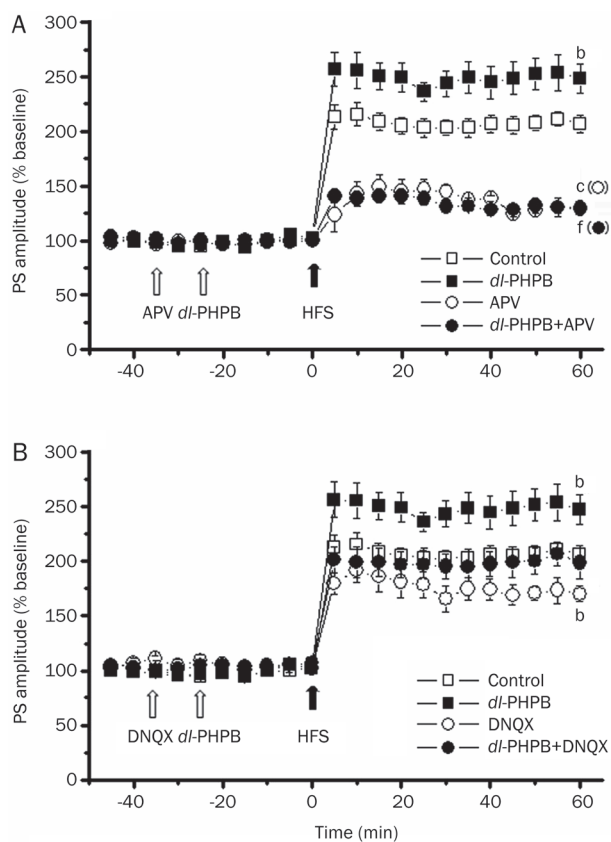 A
300
b
250
200
PS amplitude (% baseline)
150
c (○)
100
f (●)
Control
50
APV dl-PHPB
HFS
dl-PHPB
APV
dl-PHPB+APV
0
-40
-20
0
20
40
60
B
300
b
250
200
PS amplitude (% baseline)
150
b
100
Control
50
DNQX dl-PHPB
HFS
dl-PHPB
DNQX
dl-PHPB+DNQX
0
-40
-20
0
20
40
60
Time (min)